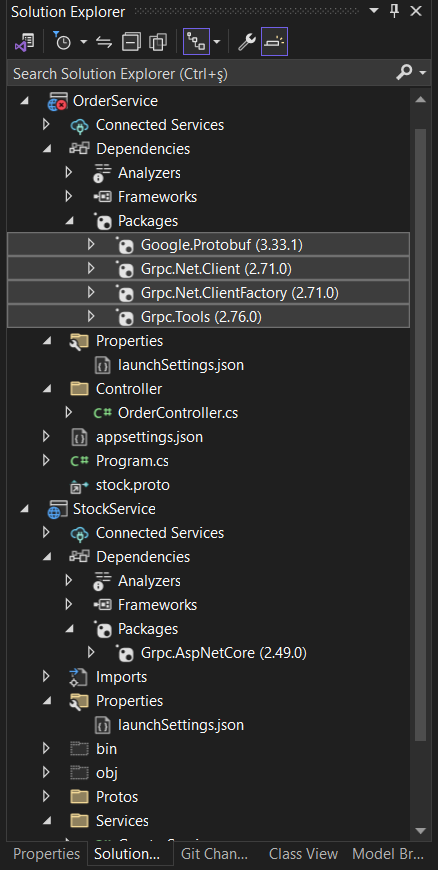 Solution Explorer
Search Solution Explorer (Ctrl+ş)
OrderService
Connected Services
Dependencies
Analyzers
Frameworks
Packages
Google.Protobuf (3.33.1)
Grpc.Net.Client (2.71.0)
Grpc.Net.ClientFactory (2.71.0)
Grpc.Tools (2.76.0)
Properties
launchSettings.json
Controller
C# OrderController.cs
appsettings.json
C# Program.cs
stock.proto
StockService
Connected Services
Dependencies
Analyzers
Frameworks
Packages
Grpc.AspNetCore (2.49.0)
Imports
Properties
launchSettings.json
bin
obj
Protos
Services
Properties Solution... Git Chan... Class View Model Br...